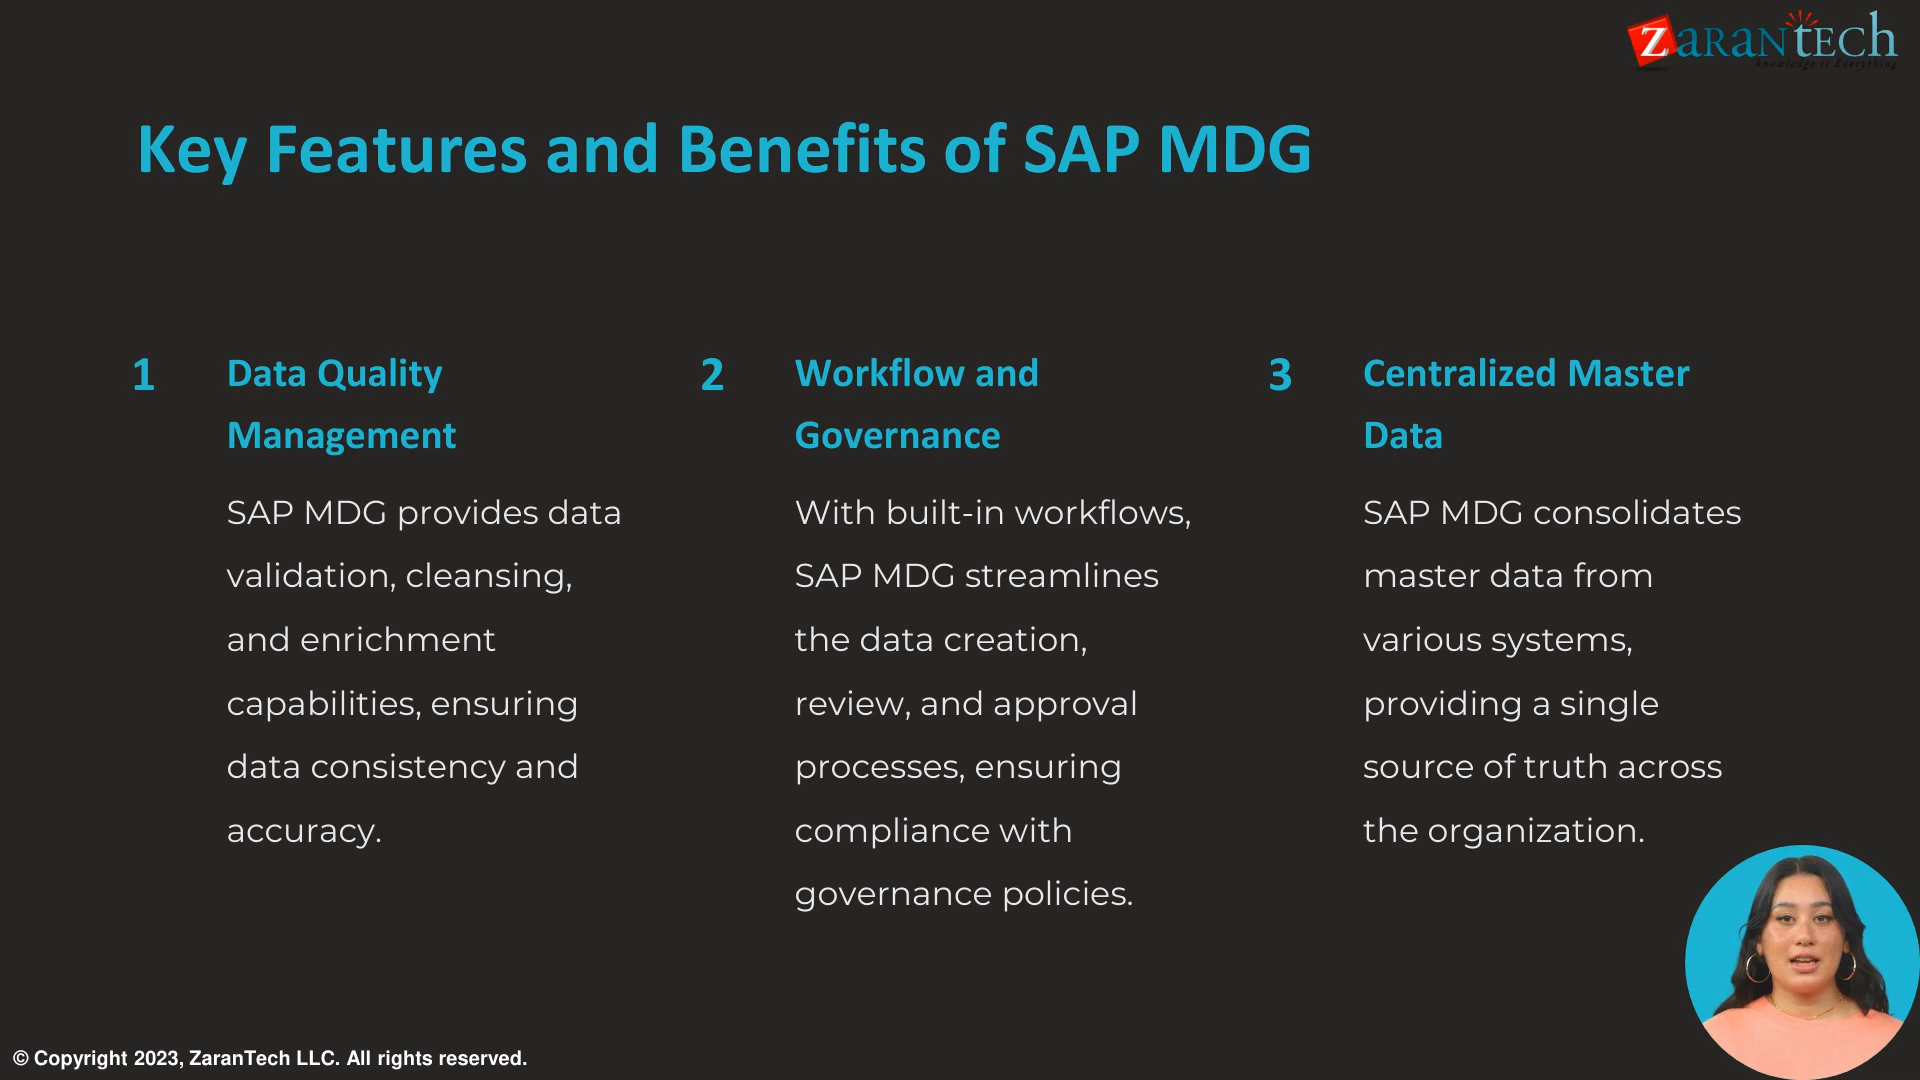 ZaranTech
knowledge is Everything
Key Features and Benefits of SAP MDG
1
Data Quality
Management
SAP MDG provides data
validation, cleansing,
and enrichment
capabilities, ensuring
data consistency and
accuracy.
2
Workflow and
Governance
With built-in workflows,
SAP MDG streamlines
the data creation,
review, and approval
processes, ensuring
compliance with
governance policies.
3
Centralized Master
Data
SAP MDG consolidates
master data from
various systems,
providing a single
source of truth across
the organization.
© Copyright 2023, ZaranTech LLC. All rights reserved.